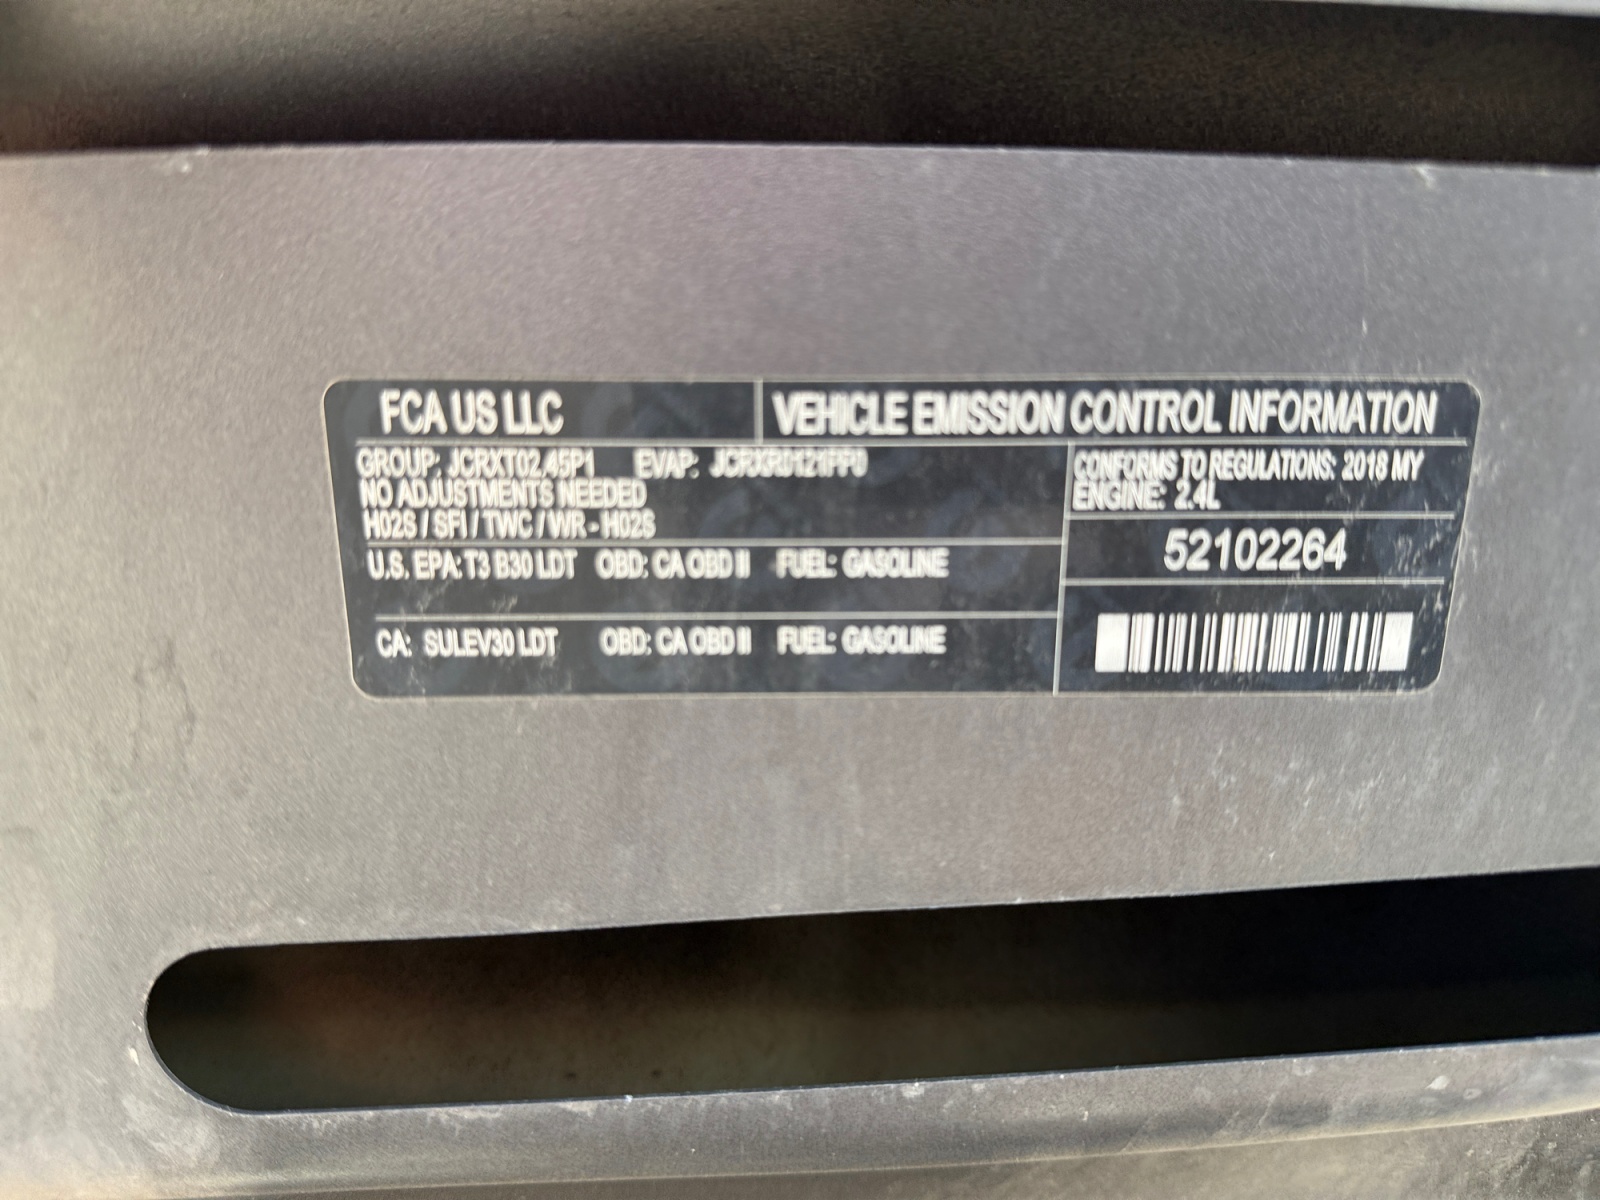 FCA US LLC
VEHICLE EMISSION CONTROL INFORMATION
GROUP: JCRXT02.45P1 EVAP: JCRXR0121PP0
NO ADJUSTMENTS NEEDED
H02S / SFI / TWC / WR - H02S
U.S. EPA: T3 B30 LDT OBD: CA OBD II FUEL: GASOLINE
CA: SULEV30 LDT OBD: CA OBD II FUEL: GASOLINE
CONFORMS TO REGULATIONS: 2018 MY
ENGINE: 2.4L
52102264